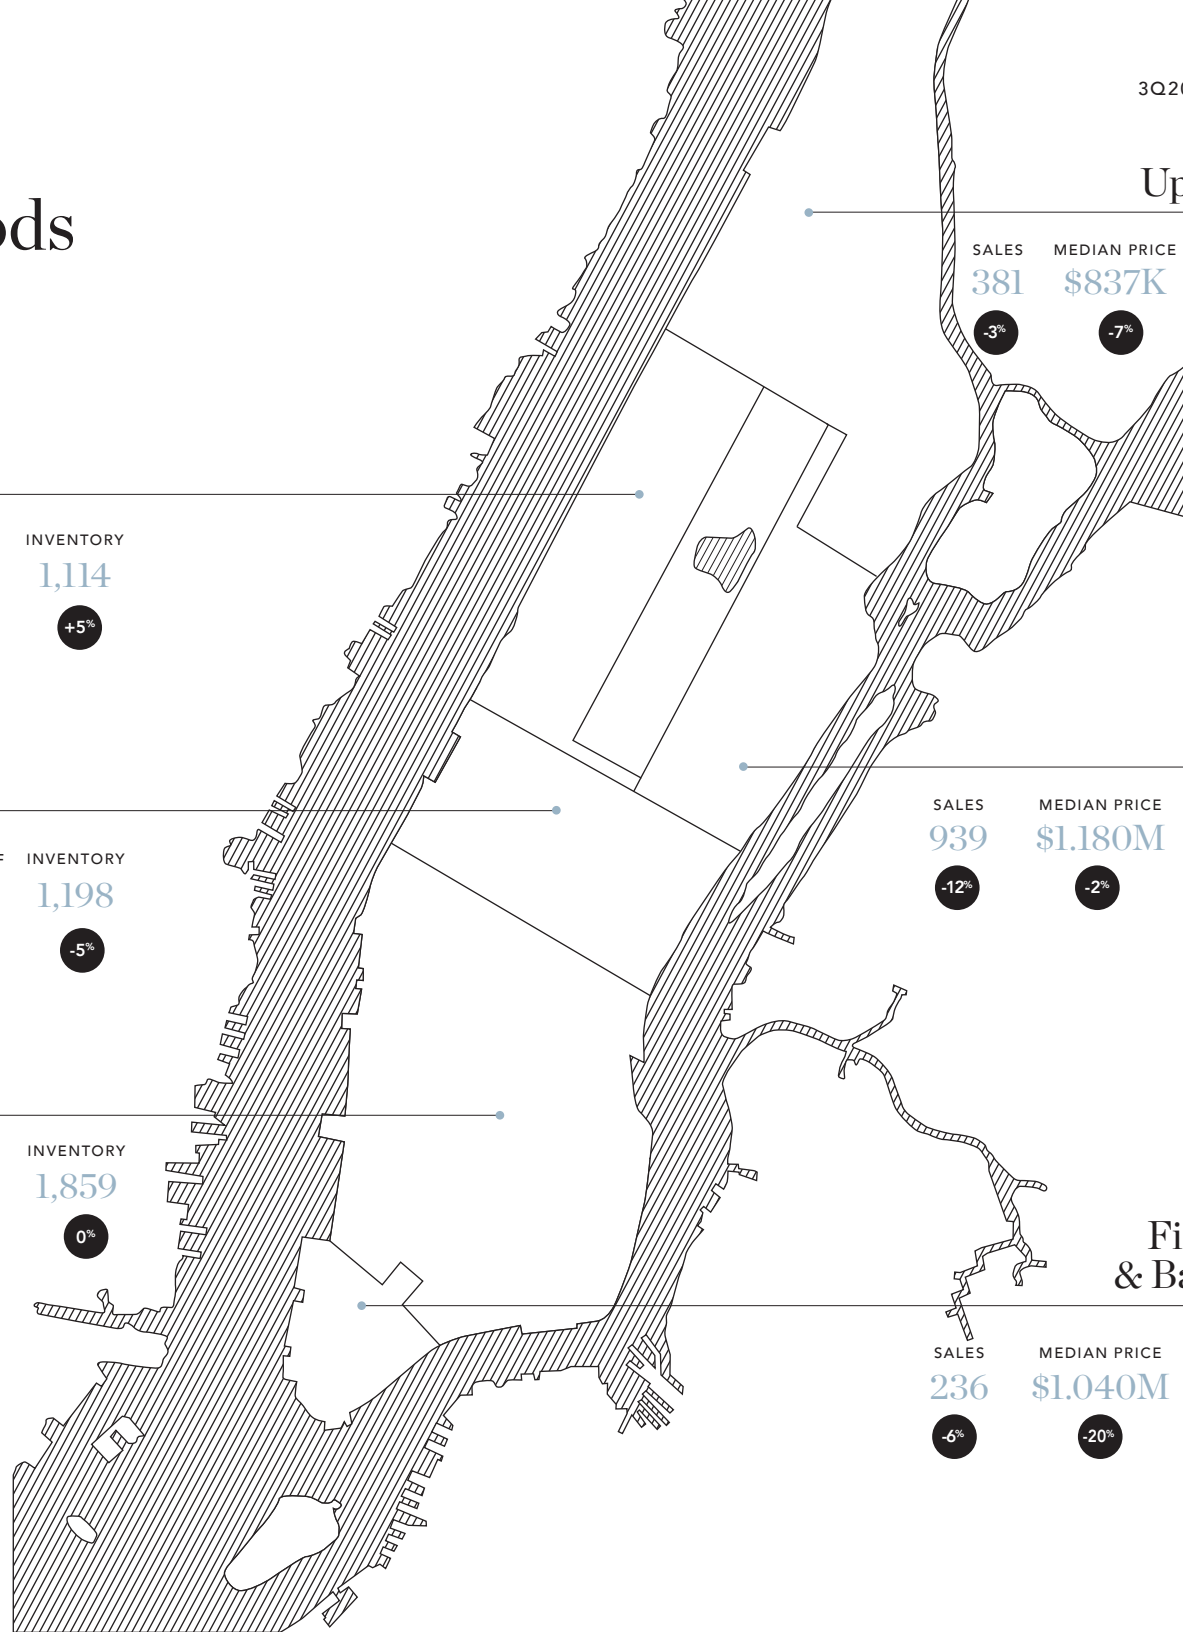 3Q20
Up
ods
SALES MEDIAN PRICE
381 $837K
-3% -7%
INVENTORY
1,114
+5%
SALES MEDIAN PRICE
939 $1.180M
-12% -2%
F INVENTORY
1,198
-5%
INVENTORY
1,859
0%
Fi
& Ba
SALES MEDIAN PRICE
236 $1.040M
-6% -20%